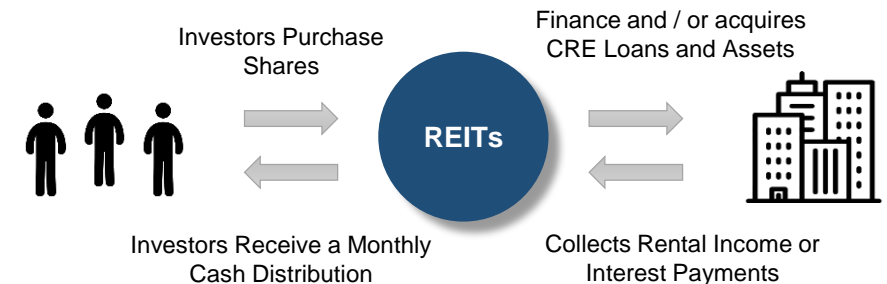 Investors Purchase
Shares
Finance and / or acquires
CRE Loans and Assets
REITs
Investors Receive a Monthly
Cash Distribution
Collects Rental Income or
Interest Payments